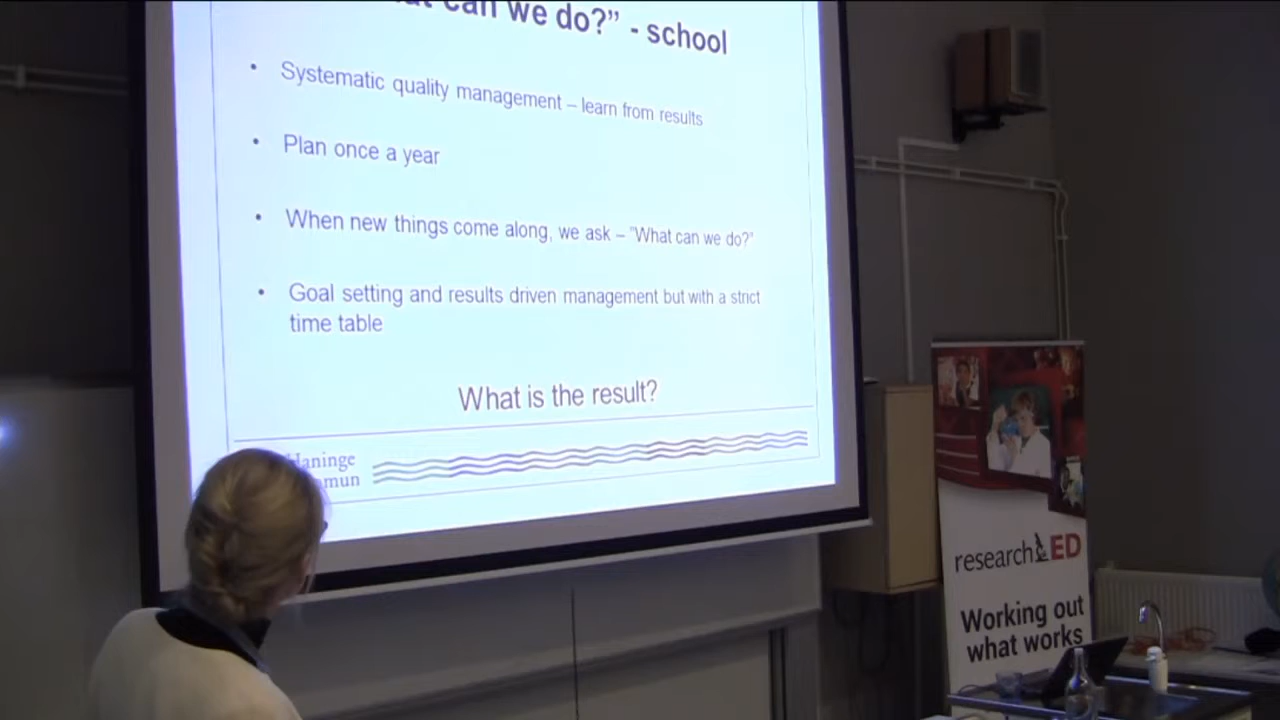 can we do?” - school
• Systematic quality management – learn from results
• Plan once a year
• When new things come along, we ask – "What can we do?"
• Goal setting and results driven management but with a strict
time table
What is the result?
Haninge
mun
researchED
Working out
what works